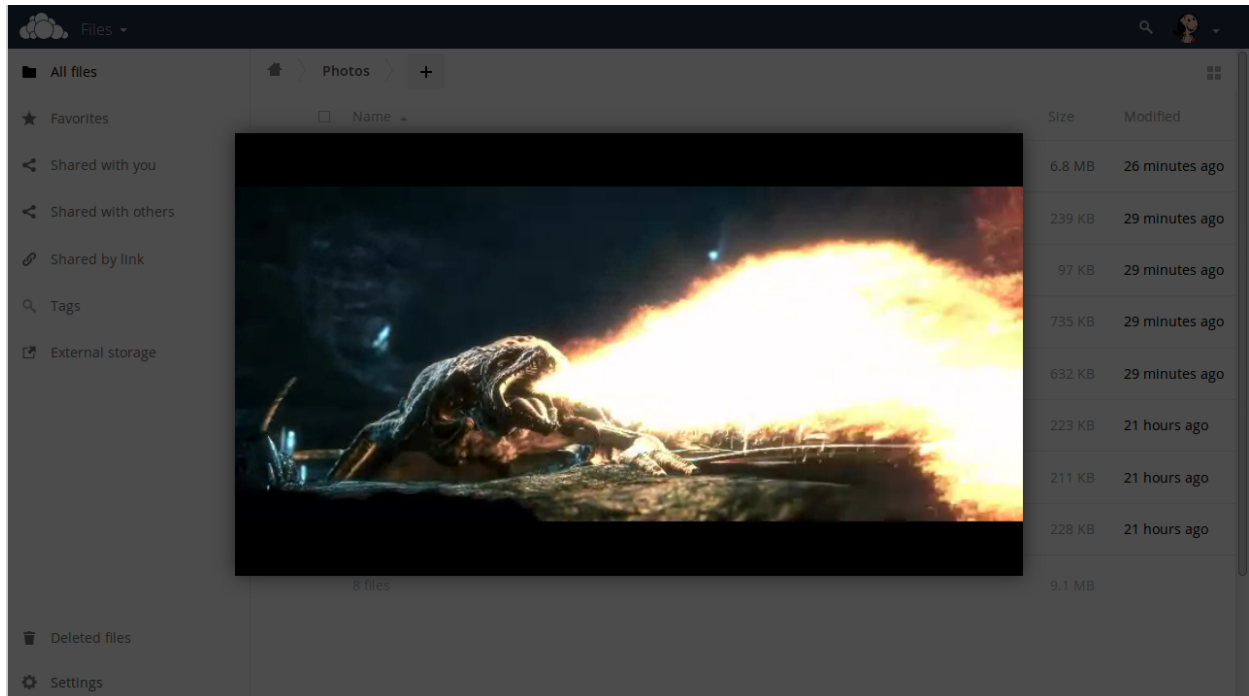 Files
All files
Favorites
Shared with you
Shared with others
Shared by link
Tags
External storage
Deleted files
Settings
Photos +
Name Size Modified
6.8 MB 26 minutes ago
239 KB 29 minutes ago
97 KB 29 minutes ago
735 KB 29 minutes ago
632 KB 29 minutes ago
223 KB 21 hours ago
211 KB 21 hours ago
228 KB 21 hours ago
8 files 9.1 MB